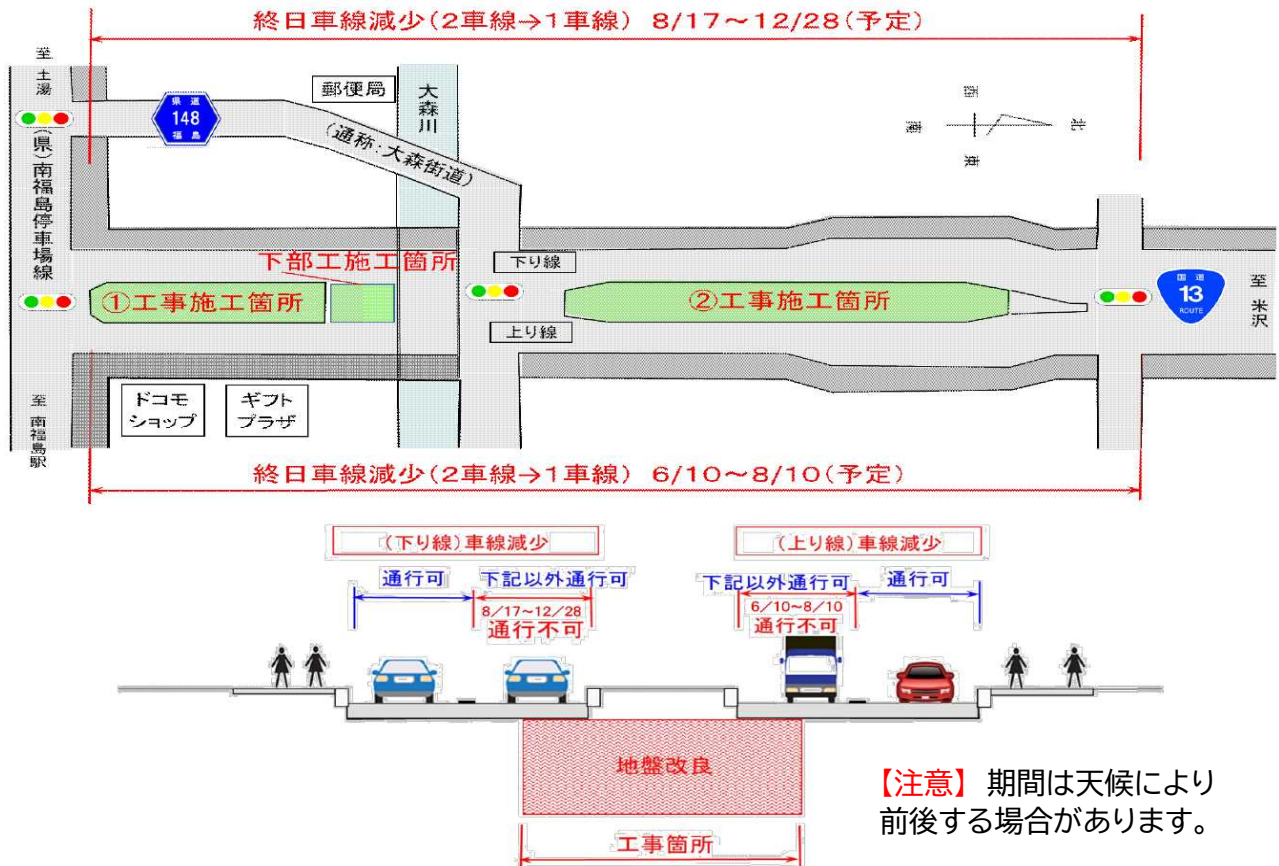 終日車線減少(2車線→1車線) 8/17~12/28(予定)
至 土湯
県道
148
福島
郵便局
大森川
(通称:大森街道)
西
南
北
東
(県)南福島停車場線
下部工施工箇所
下り線
①工事施工箇所
②工事施工箇所
上り線
国道
13
ROUTE
至 米沢
至 南福島駅
ドコモ
ショップ
ギフト
プラザ
終日車線減少(2車線→1車線) 6/10~8/10(予定)
(下り線)車線減少
(上り線)車線減少
通行可
下記以外通行可
下記以外通行可
通行可
8/17~12/28
通行不可
6/10~8/10
通行不可
地盤改良
工事箇所
【注意】 期間は天候により
前後する場合があります。